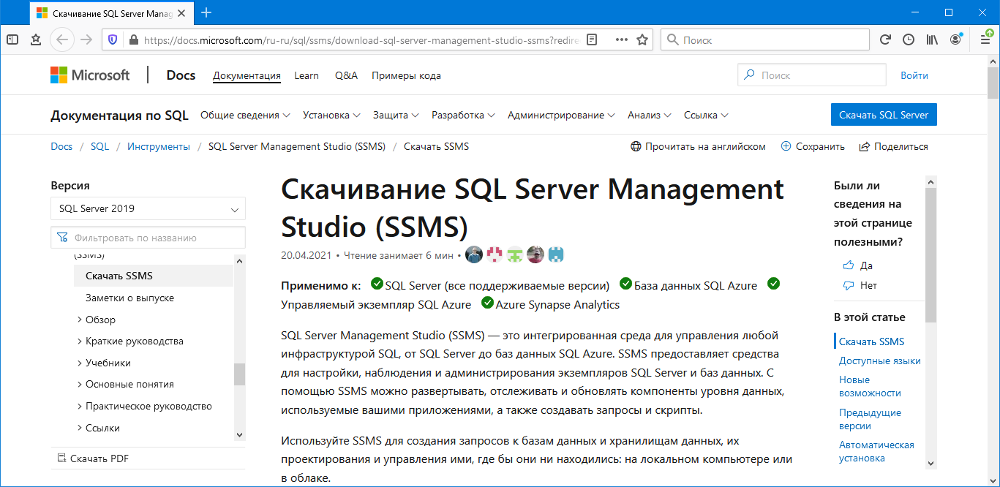 Скачивание SQL Server Manag
https://docs.microsoft.com/ru-ru/sql/ssms/download-sql-server-management-studio-ssms?redire
Поиск
Microsoft
Docs
Документация
Learn
Q&A
Примеры кода
Поиск
Войти
Документация по SQL
Общие сведения
Установка
Защита
Разработка
Администрирование
Анализ
Ссылка
Скачать SQL Server
Docs / SQL / Инструменты / SQL Server Management Studio (SSMS) / Скачать SSMS
Прочитать на английском
Сохранить
Поделиться
Версия
SQL Server 2019
Фильтровать по названию
(SSMS)
Скачать SSMS
Заметки о выпуске
Обзор
Краткие руководства
Учебники
Основные понятия
Практическое руководство
Ссылки
Скачать PDF
Скачивание SQL Server Management
Studio (SSMS)
20.04.2021 • Чтение занимает 6 мин •
Применимо к: SQL Server (все поддерживаемые версии) База данных SQL Azure
Управляемый экземпляр SQL Azure Azure Synapse Analytics
SQL Server Management Studio (SSMS) — это интегрированная среда для управления любой
инфраструктурой SQL, от SQL Server до баз данных SQL Azure. SSMS предоставляет средства
для настройки, наблюдения и администрирования экземпляров SQL Server и баз данных. С
помощью SSMS можно развертывать, отслеживать и обновлять компоненты уровня данных,
используемые вашими приложениями, а также создавать запросы и скрипты.
Используйте SSMS для создания запросов к базам данных и хранилищам данных, их
проектирования и управления ими, где бы они ни находились: на локальном компьютере или
в облаке.
Были ли
сведения на
этой странице
полезными?
Да
Нет
В этой статье
Скачать SSMS
Доступные языки
Новые
возможности
Предыдущие
версии
Автоматическая
установка